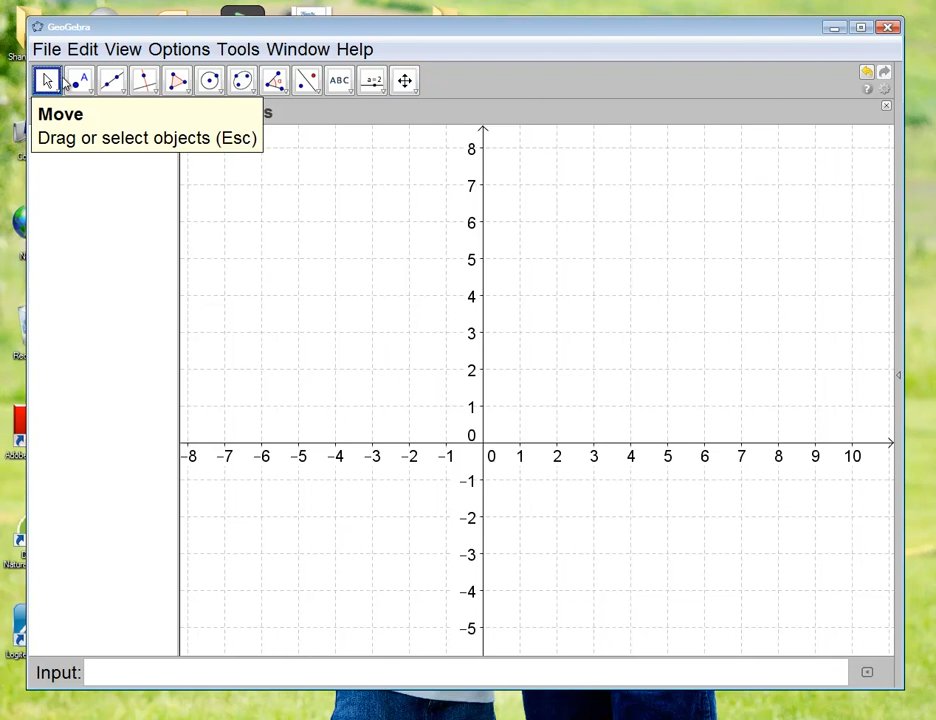 GeoGebra
File Edit View Options Tools Window Help
A
α
ABC
a=2
Move
Drag or select objects (Esc)
s
8
7
6
5
4
3
2
1
0
−8 −7 −6 −5 −4 −3 −2 −1 0 1 2 3 4 5 6 7 8 9 10
−1
−2
−3
−4
−5
Input: